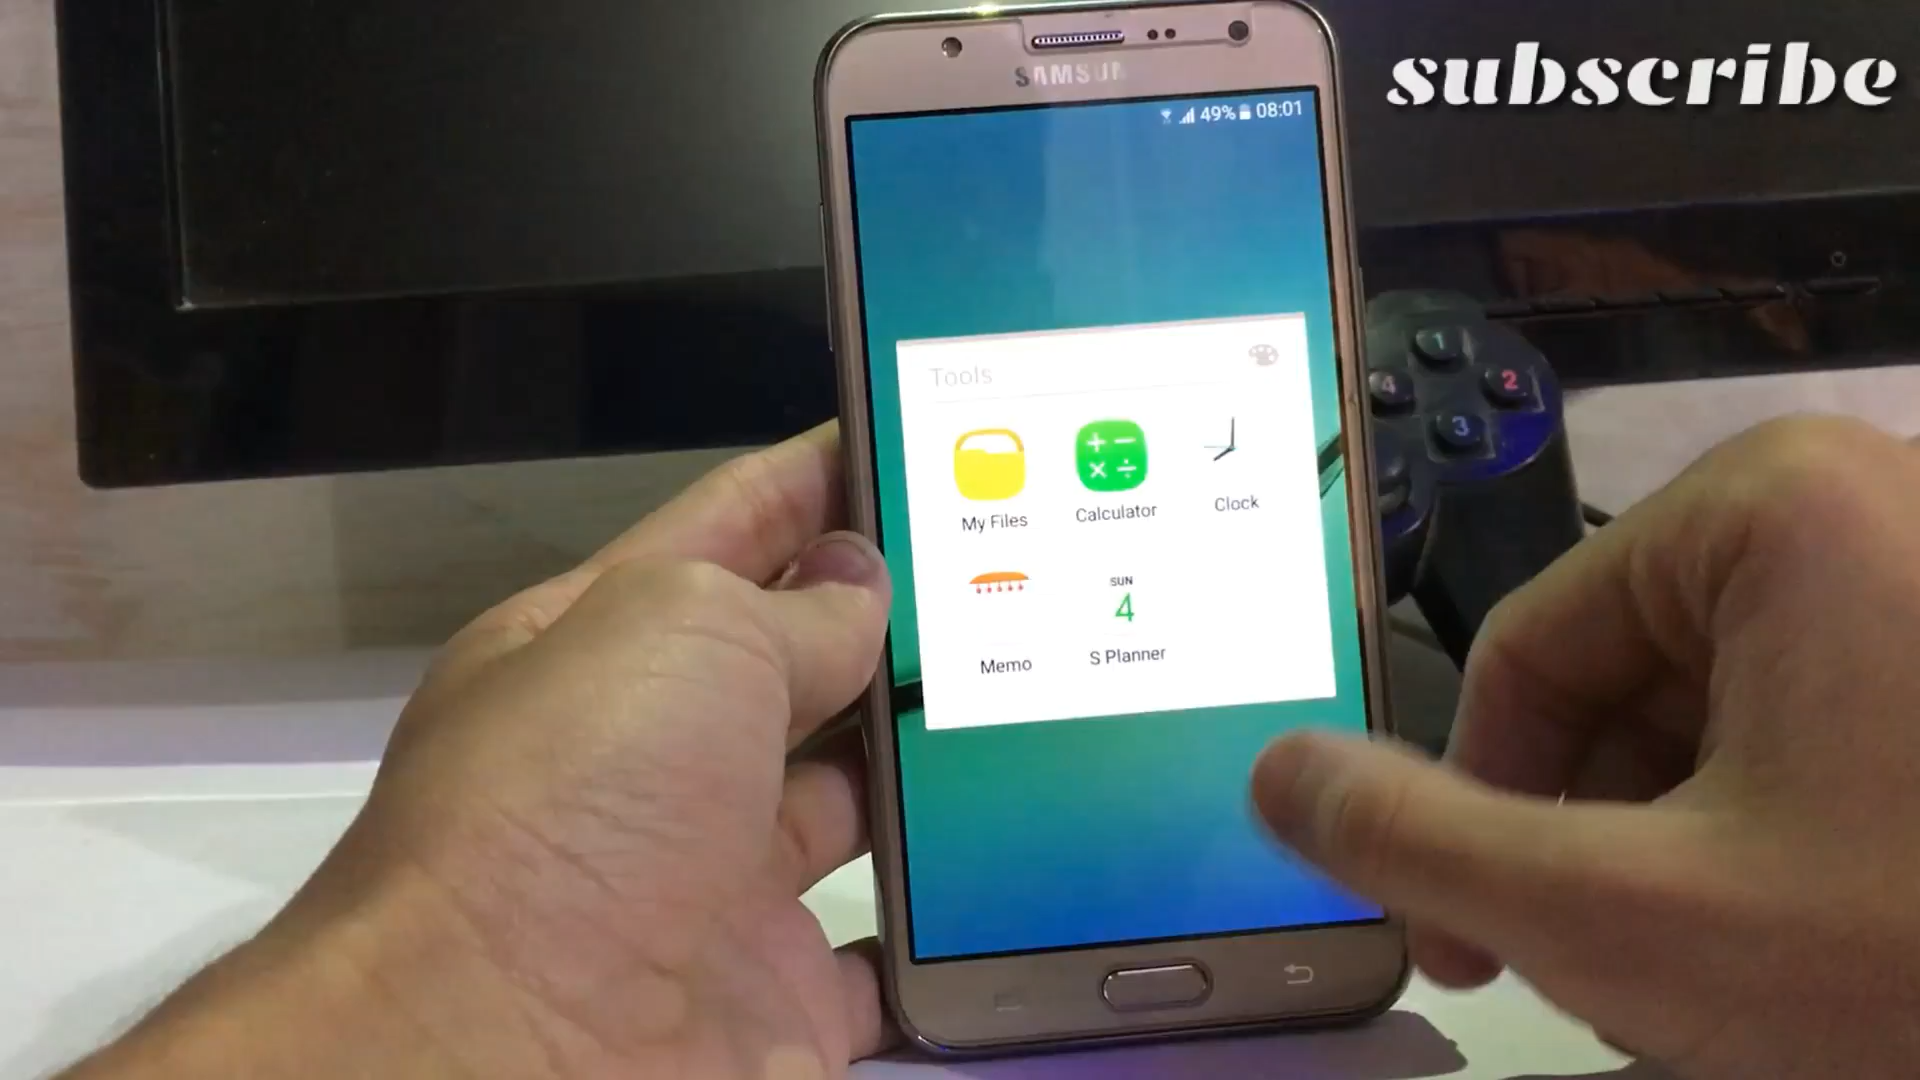 subscribe
SAMSUNG
49% 08:01
Tools
My Files
Calculator
Clock
Memo
SUN
4
S Planner
1
4
2
3